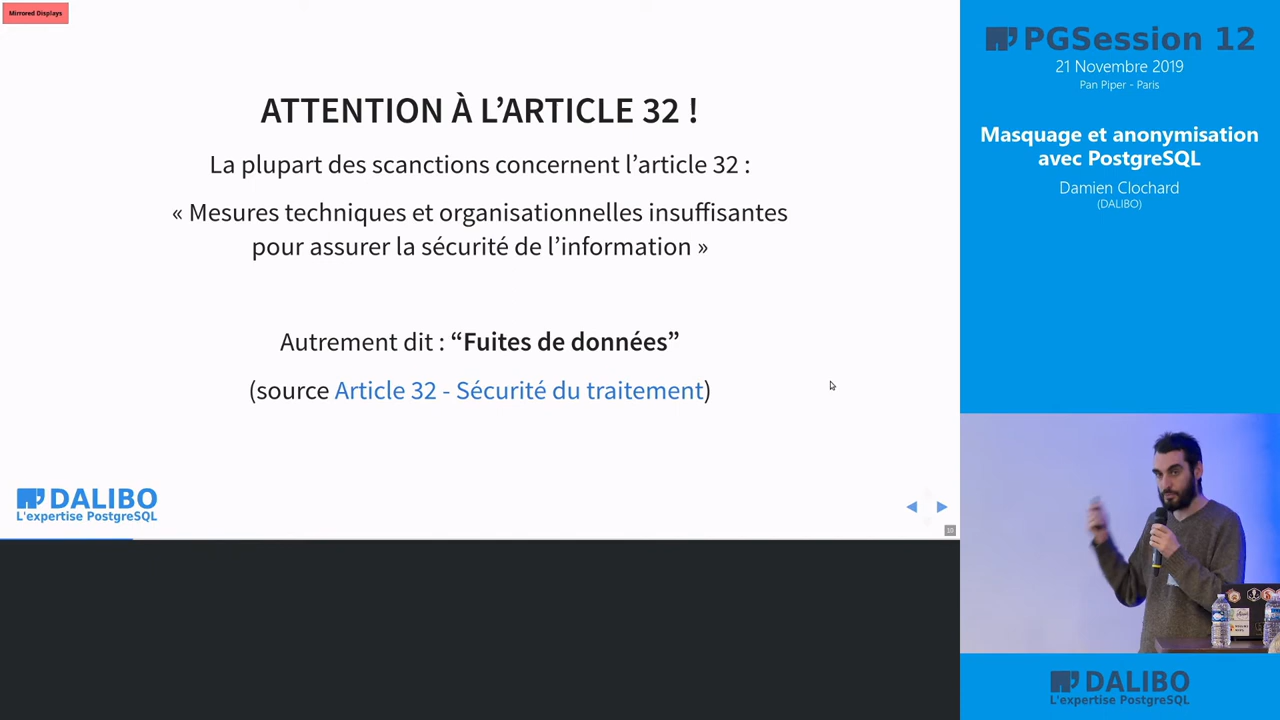 Mirrored Displays
ATTENTION À L’ARTICLE 32 !
La plupart des scanctions concernent l’article 32 :
« Mesures techniques et organisationnelles insuffisantes
pour assurer la sécurité de l’information »
Autrement dit : “Fuites de données”
(source Article 32 - Sécurité du traitement)
DALIBO
L'expertise PostgreSQL
10
PGSession 12
21 Novembre 2019
Pan Piper - Paris
Masquage et anonymisation
avec PostgreSQL
Damien Clochard
(DALIBO)
DALIBO
L'expertise PostgreSQL